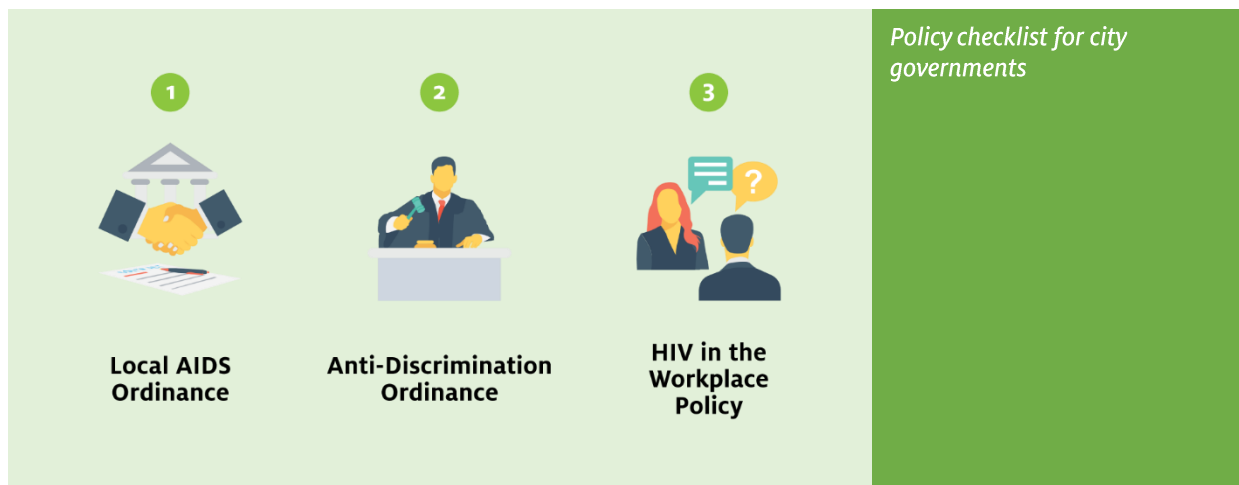 1
Local AIDS
Ordinance
2
Anti-Discrimination
Ordinance
3
HIV in the
Workplace
Policy
Policy checklist for city
governments